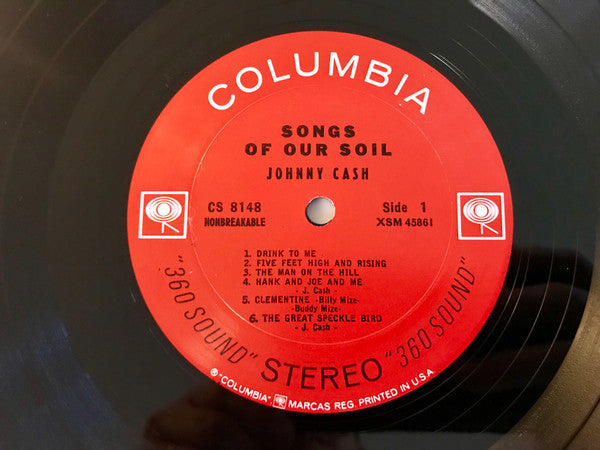 COLUMBIA
SONGS
OF OUR SOIL
JOHNNY CASH
CS 8148
NONBREAKABLE
Side 1
XSM 45861
1. DRINK TO ME
2. FIVE FEET HIGH AND RISING
3. THE MAN ON THE HILL
4. HANK AND JOE AND ME
- J. Cash -
5. CLEMENTINE -Billy Mize-
-Buddy Mize-
6. THE GREAT SPECKLE BIRD
- J. Cash -
"360 SOUND" STEREO "360 SOUND"
® "COLUMBIA", MARCAS REG. PRINTED IN U.S.A.